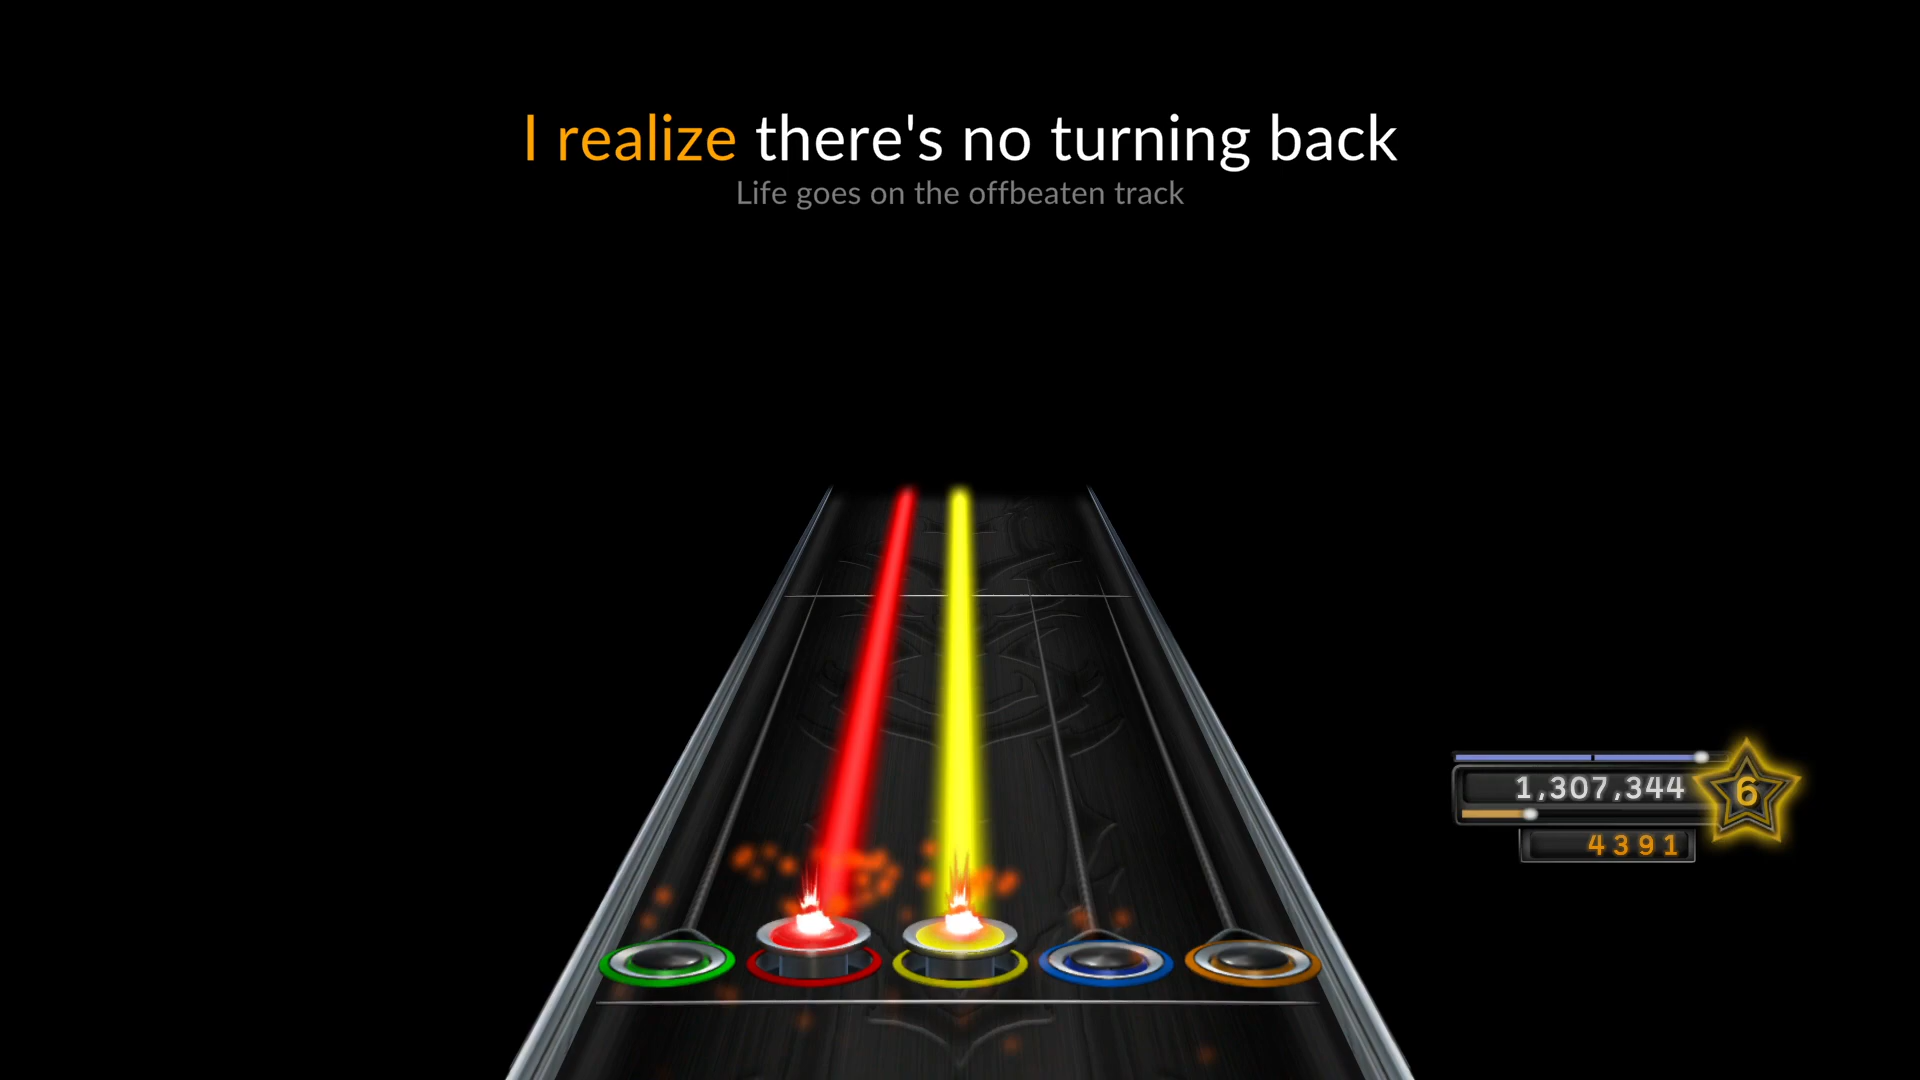 I realize there's no turning back
Life goes on the offbeaten track
1,307,344
6
4391